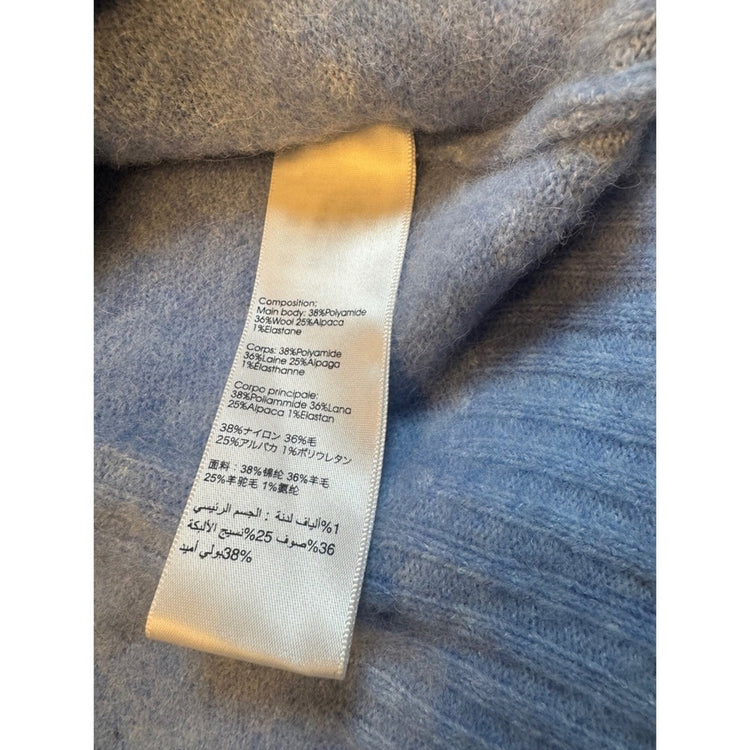 Composition:
Main body: 38%Polyamide
36%Wool 25%Alpaca
1%Elastane
Corps: 38%Polyamide
36%Laine 25%Alpaga
1%Élasthanne
Corpo principale:
38%Poliammide 36%Lana
25%Alpaca 1%Elastan
38%ナイロン 36%毛
25%アルパカ 1%ポリウレタン
面料：38%锦纶 36%羊毛
25%羊驼毛 1%氨纶
1%ألياف لدنة : الجسم الرئيسي
36%صوف 25%نسيج الألبكة
38%بولي أميد